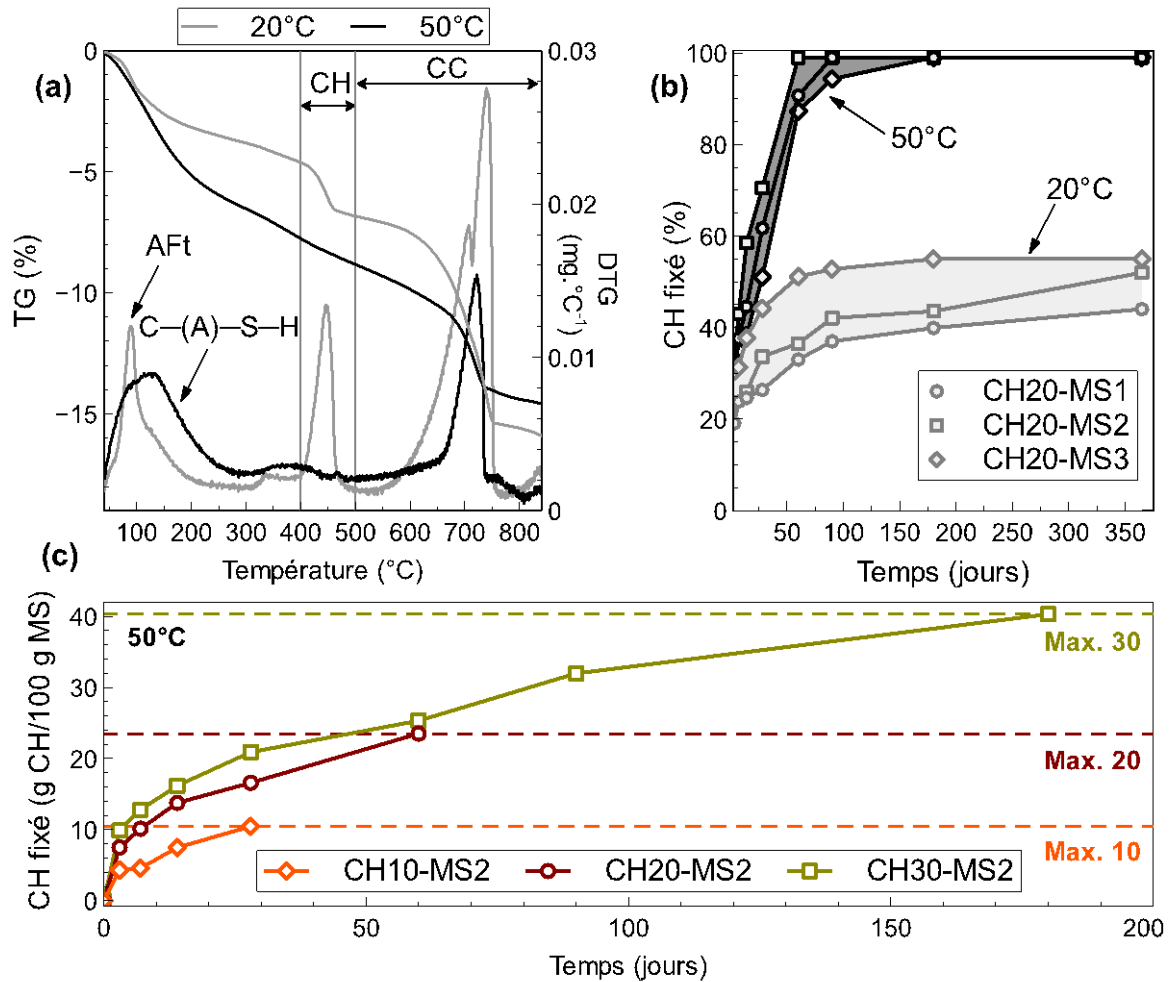 20°C 50°C
(a)
TG (%)
0
−5
−10
−15
0.03
0.02
0.01
0
DTG
(mg.°C⁻¹)
CH
CC
AFt
C—(A)—S—H
100 200 300 400 500 600 700 800
Température (°C)
(b)
CH fixé (%)
100
80
60
40
20
0
50°C
20°C
CH20-MS1
CH20-MS2
CH20-MS3
50 100 150 200 250 300 350
Temps (jours)
(c)
CH fixé (g CH/100 g MS)
40
30
20
10
0
50°C
Max. 30
Max. 20
Max. 10
CH10-MS2 CH20-MS2 CH30-MS2
0 50 100 150 200
Temps (jours)